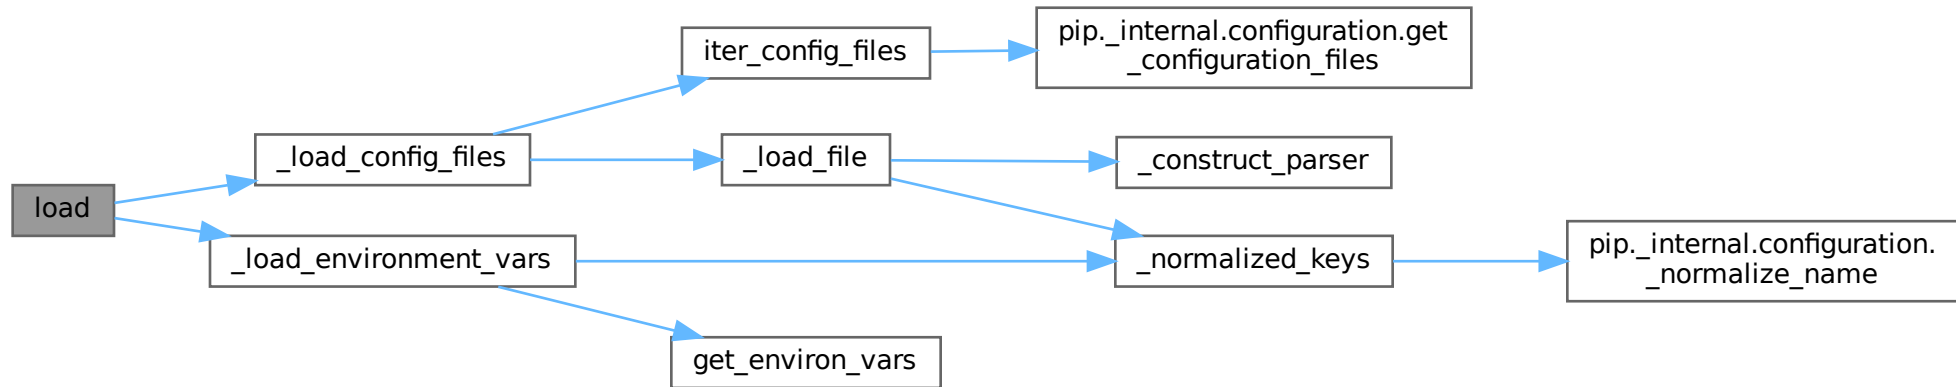 load
_load_config_files
_load_environment_vars
iter_config_files
_load_file
get_environ_vars
pip._internal.configuration.get
_configuration_files
_construct_parser
_normalized_keys
pip._internal.configuration.
_normalize_name